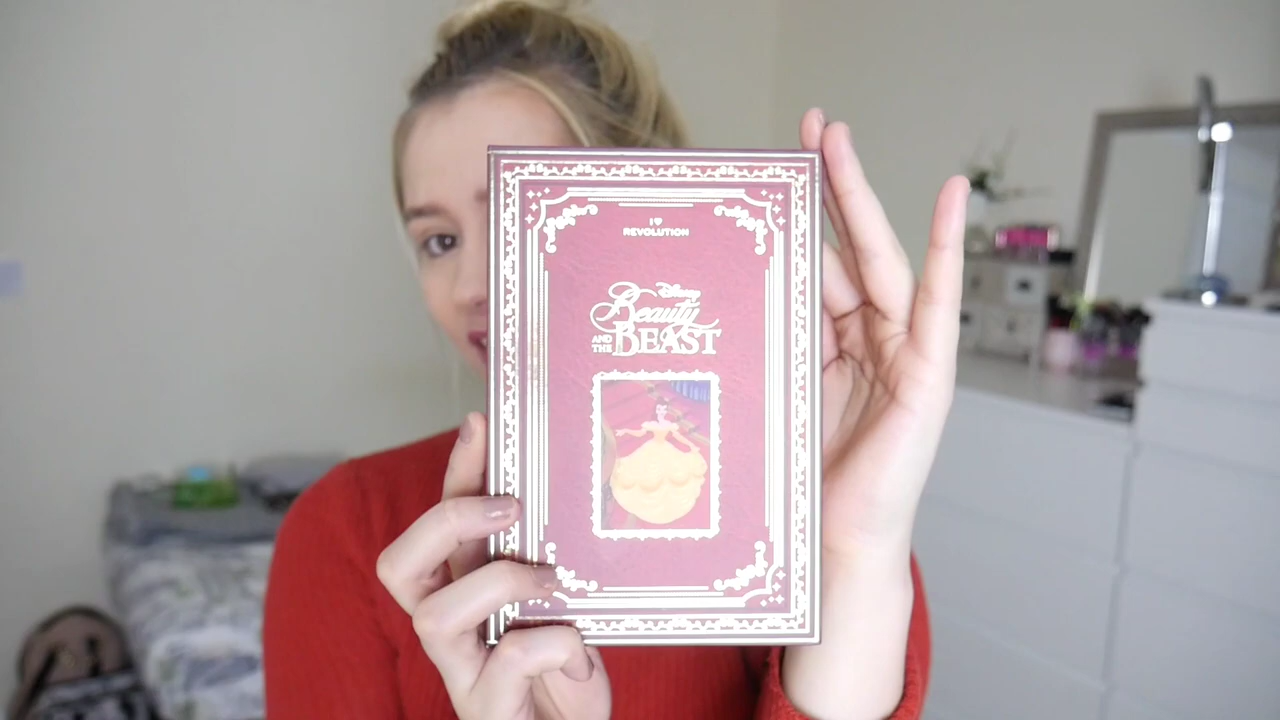 I ♥
REVOLUTION
Disney
Beauty
AND THE BEAST